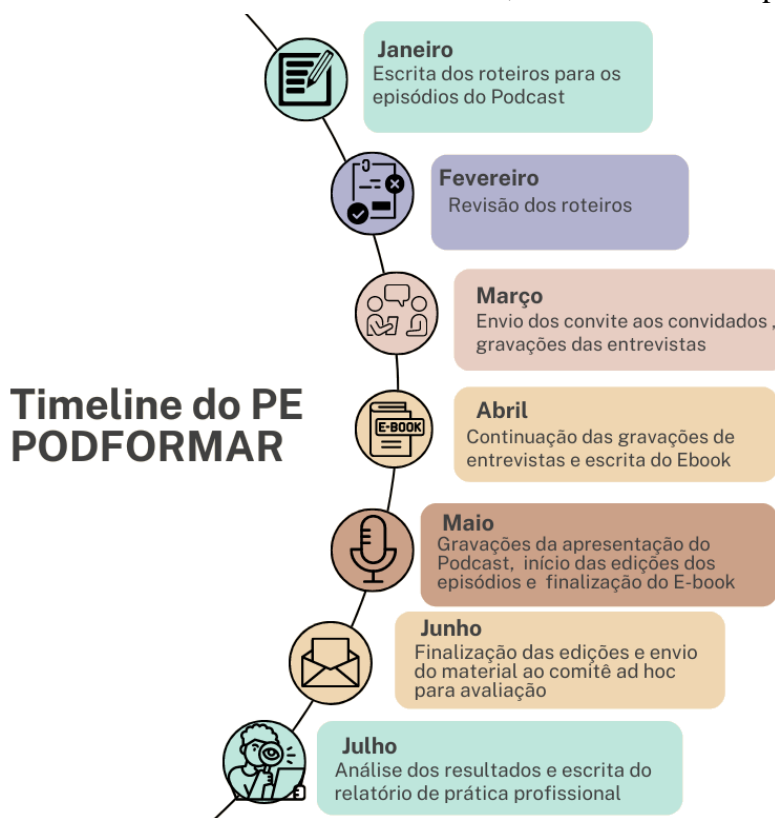 Janeiro
Escrita dos roteiros para os
episódios do Podcast
Fevereiro
Revisão dos roteiros
Março
Envio dos convite aos convidados ,
gravações das entrevistas
Timeline do PE
PODFORMAR
E-BOOK
Abril
Continuação das gravações de
entrevistas e escrita do Ebook
Maio
Gravações da apresentação do
Podcast, início das edições dos
episódios e finalização do E-book
Junho
Finalização das edições e envio
do material ao comitê ad hoc
para avaliação
Julho
Análise dos resultados e escrita do
relatório de prática profissional